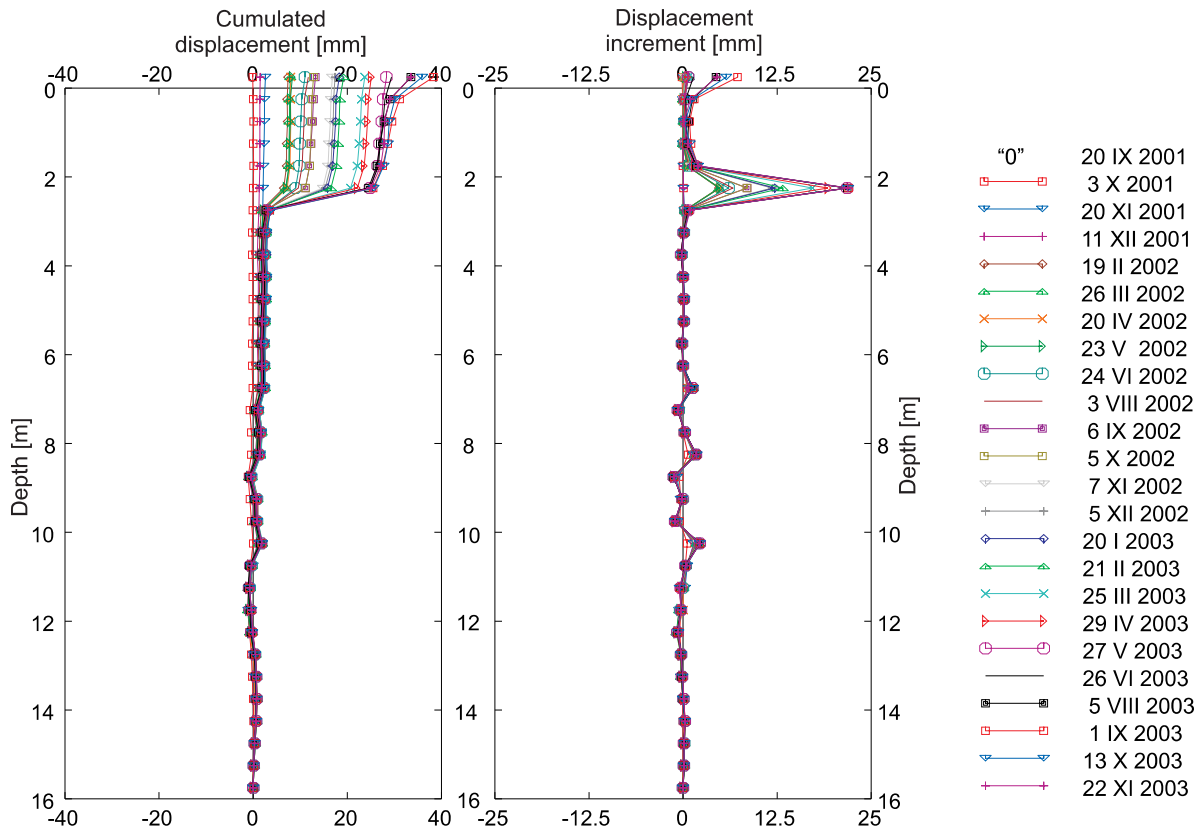 Cumulated
displacement [mm]
-40 -20 0 20 40
0
2
4
6
8
10
12
14
16
Depth [m]
-40 -20 0 20 40
Displacement
increment [mm]
-25 -12.5 0 12.5 25
0
2
4
6
8
10
12
14
16
Depth [m]
-25 -12.5 0 12.5 25
“0” 20 IX 2001
3 X 2001
20 XI 2001
11 XII 2001
19 II 2002
26 III 2002
20 IV 2002
23 V 2002
24 VI 2002
3 VIII 2002
6 IX 2002
5 X 2002
7 XI 2002
5 XII 2002
20 I 2003
21 II 2003
25 III 2003
29 IV 2003
27 V 2003
26 VI 2003
5 VIII 2003
1 IX 2003
13 X 2003
22 XI 2003